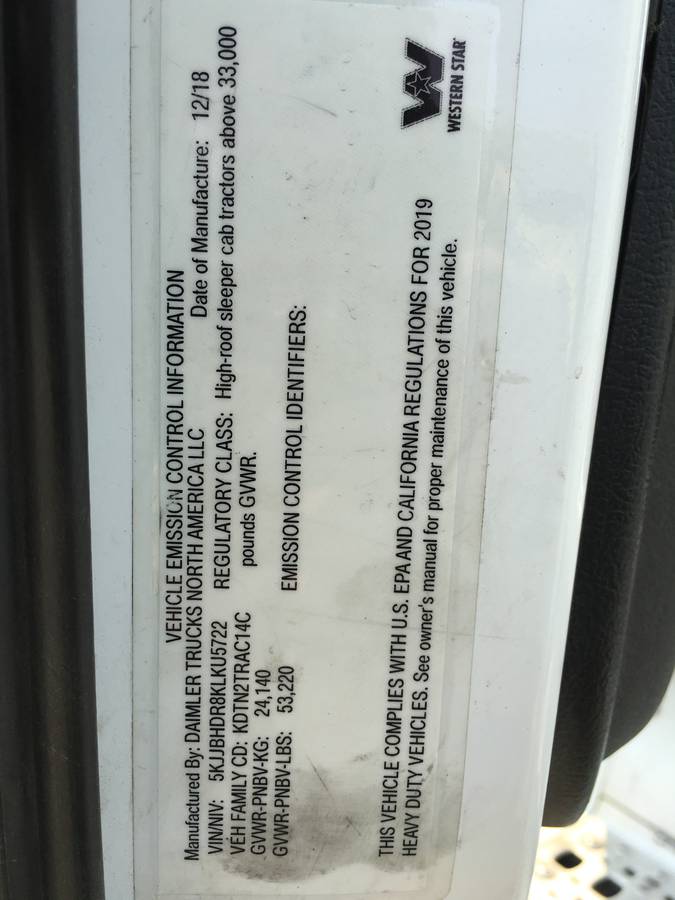 VEHICLE EMISSION CONTROL INFORMATION
Manufactured By: DAIMLER TRUCKS NORTH AMERICA LLC Date of Manufacture: 12/18
VIN/NIV: 5KJJBHDR8KLKU5722 REGULATORY CLASS: High-roof sleeper cab tractors above 33,000
VEH FAMILY CD: KDTN2TRAC14C pounds GVWR.
GVWR-PNBV-KG: 24,140
GVWR-PNBV-LBS: 53,220 EMISSION CONTROL IDENTIFIERS:
THIS VEHICLE COMPLIES WITH U.S. EPA AND CALIFORNIA REGULATIONS FOR 2019
HEAVY DUTY VEHICLES. See owner's manual for proper maintenance of this vehicle.
WESTERN STAR